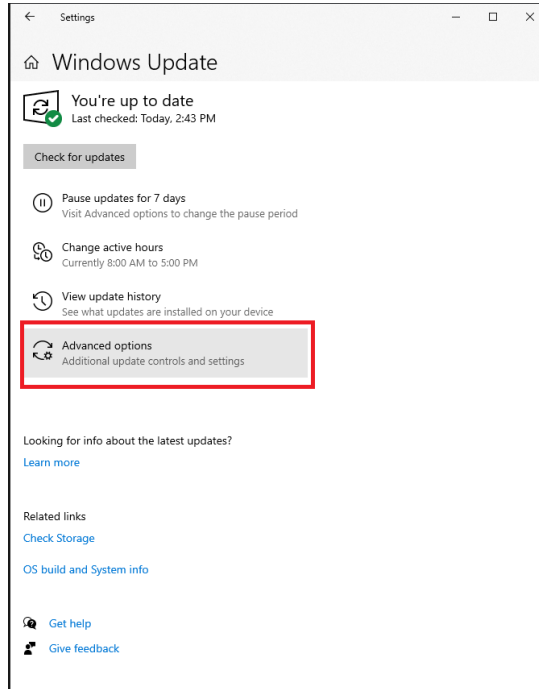 Settings
Windows Update
You're up to date
Last checked: Today, 2:43 PM
Check for updates
Pause updates for 7 days
Visit Advanced options to change the pause period
Change active hours
Currently 8:00 AM to 5:00 PM
View update history
See what updates are installed on your device
Advanced options
Additional update controls and settings
Looking for info about the latest updates?
Learn more
Related links
Check Storage
OS build and System info
Get help
Give feedback